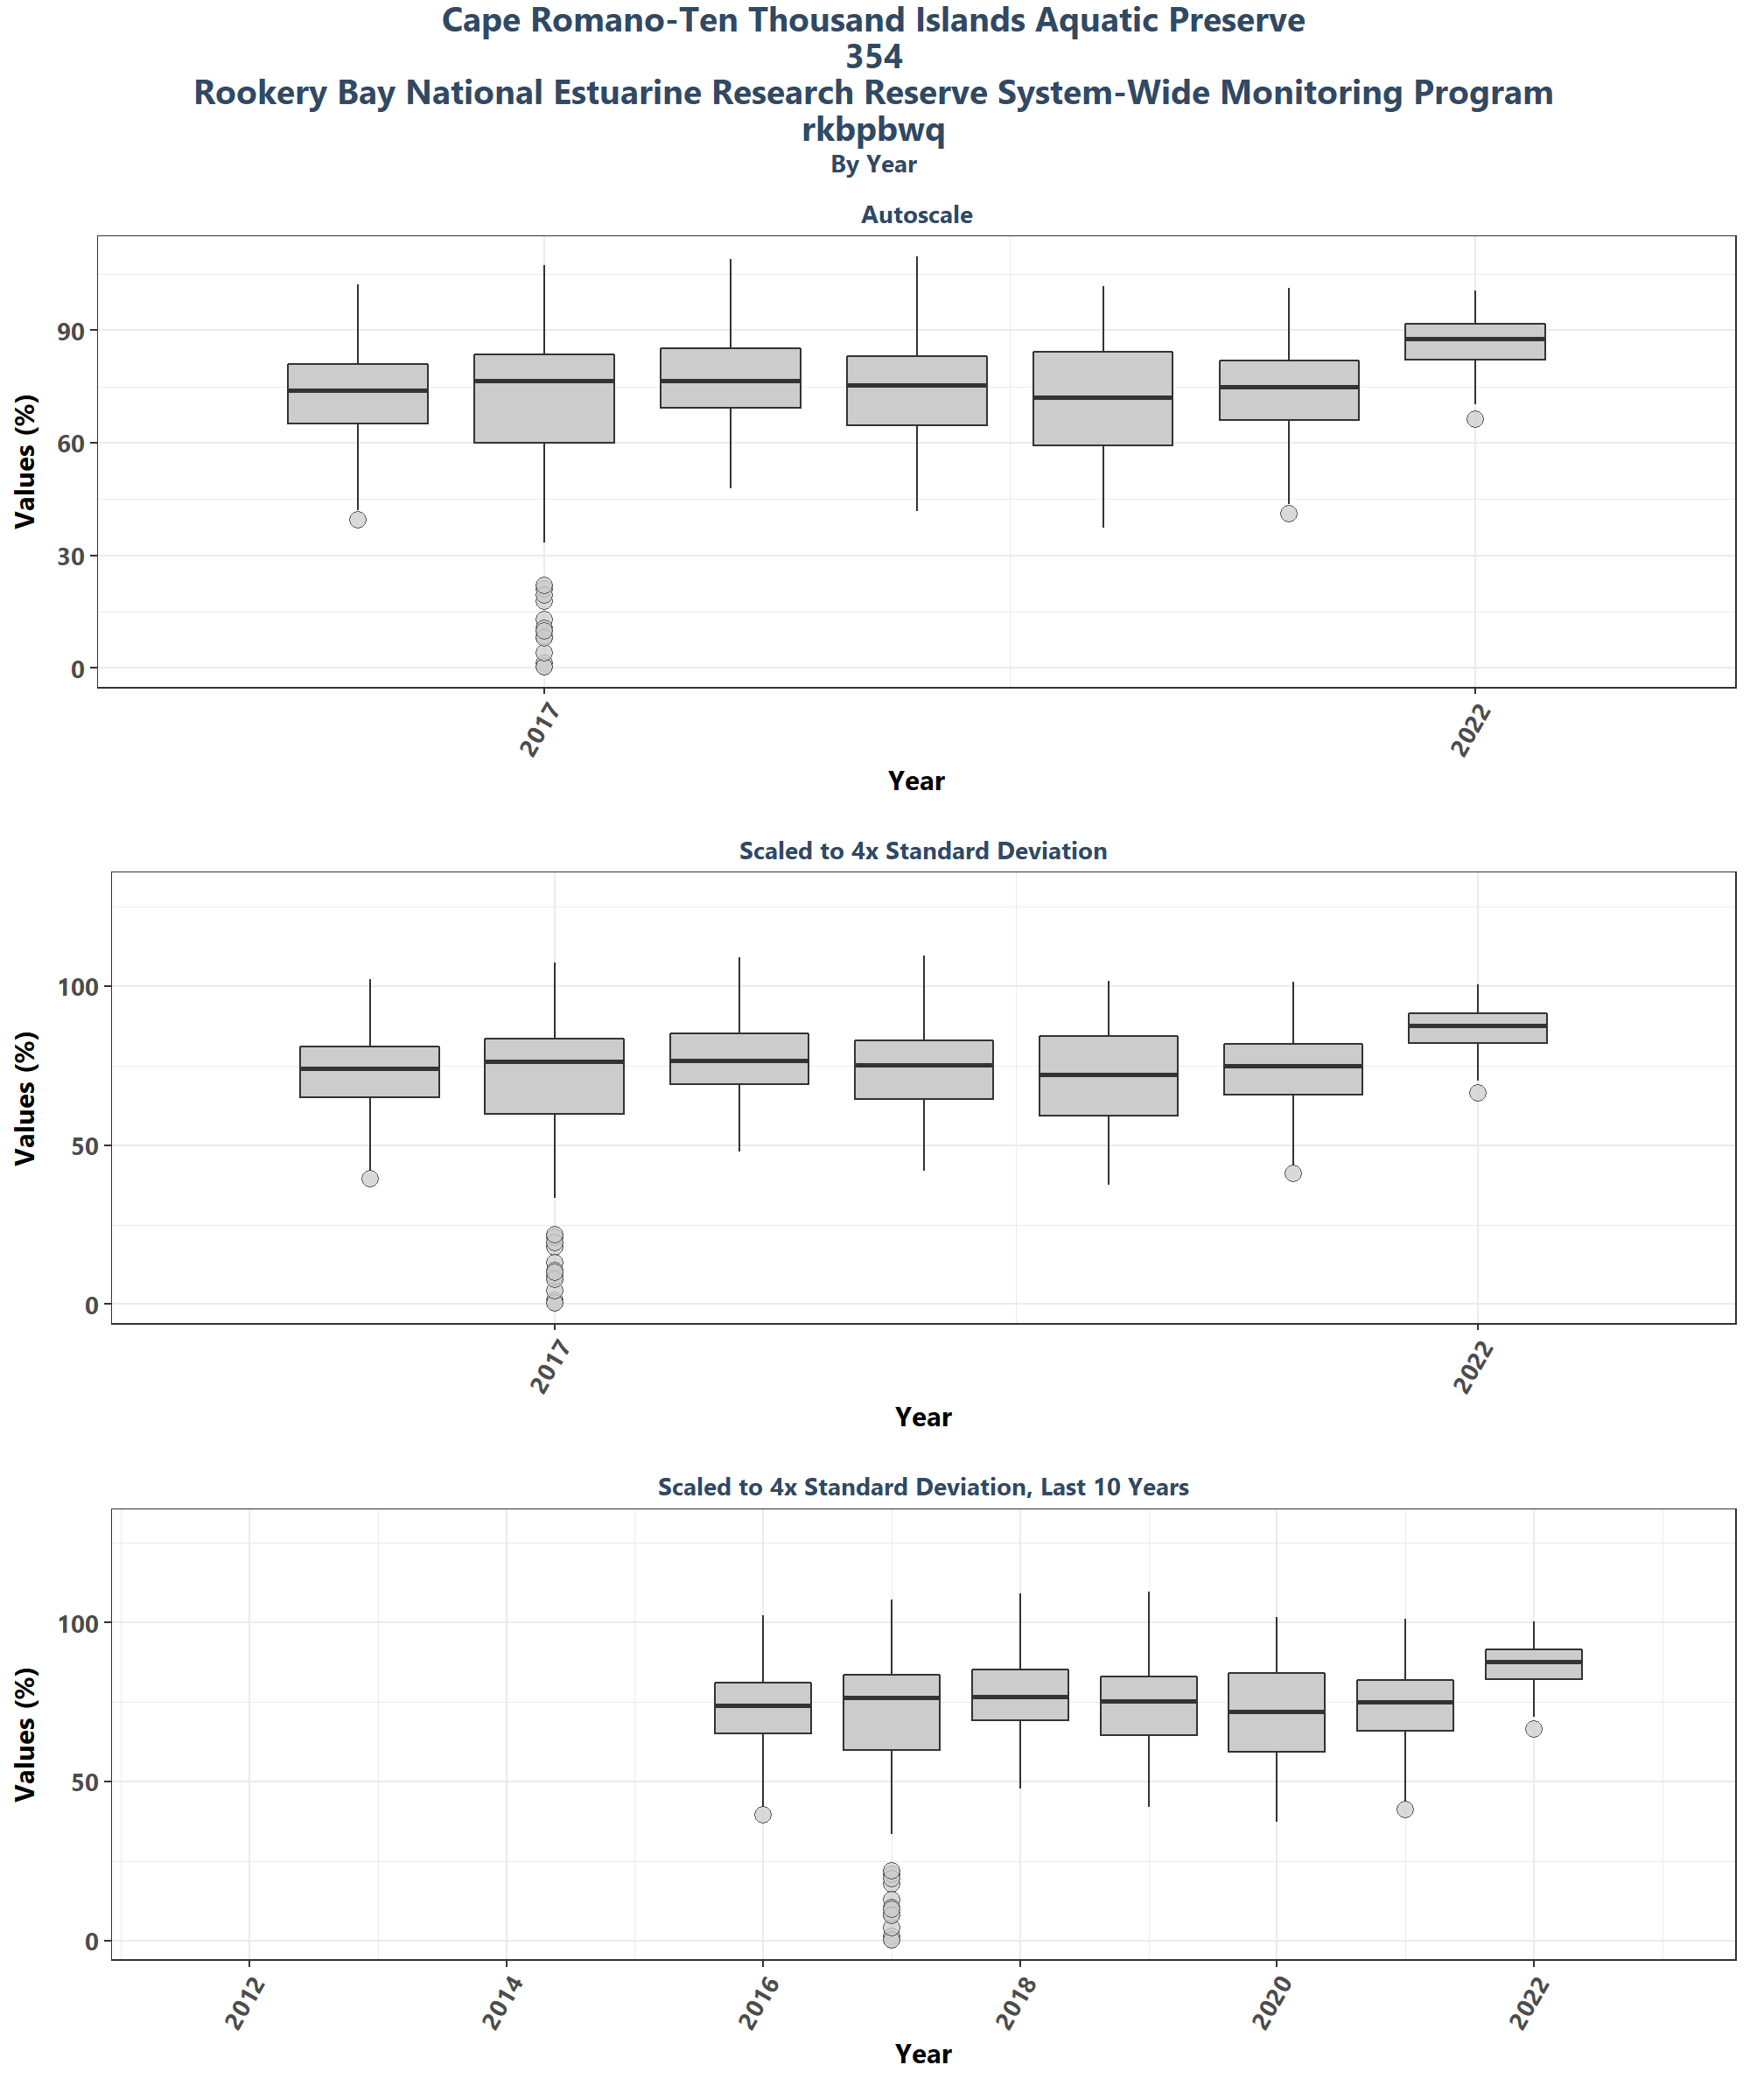 Cape Romano-Ten Thousand Islands Aquatic Preserve
354
Rookery Bay National Estuarine Research Reserve System-Wide Monitoring Program
rkbpbwq
By Year
Autoscale
Values (%)
90
60
30
0
2017
2022
Year
Scaled to 4x Standard Deviation
Values (%)
100
50
0
2017
2022
Year
Scaled to 4x Standard Deviation, Last 10 Years
Values (%)
100
50
0
2012
2014
2016
2018
2020
2022
Year